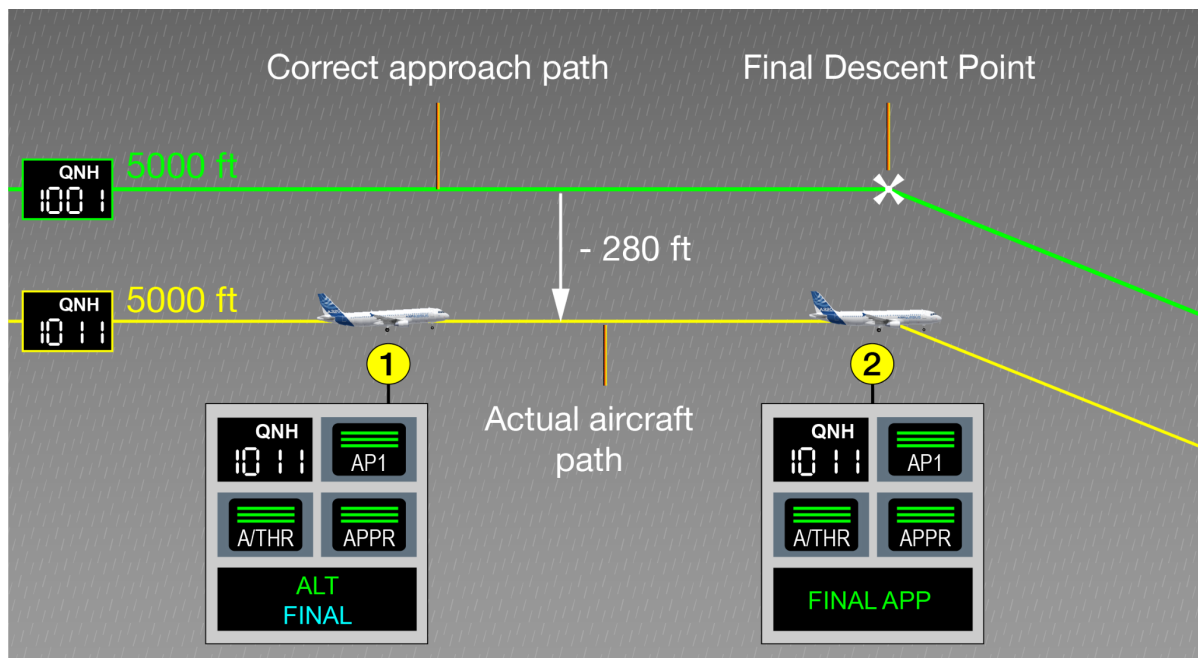 Correct approach path
Final Descent Point
QNH
1001
5000 ft
- 280 ft
QNH
1011
5000 ft
1
2
Actual aircraft
path
QNH
1011
AP1
A/THR
APPR
ALT
FINAL
QNH
1011
AP1
A/THR
APPR
FINAL APP